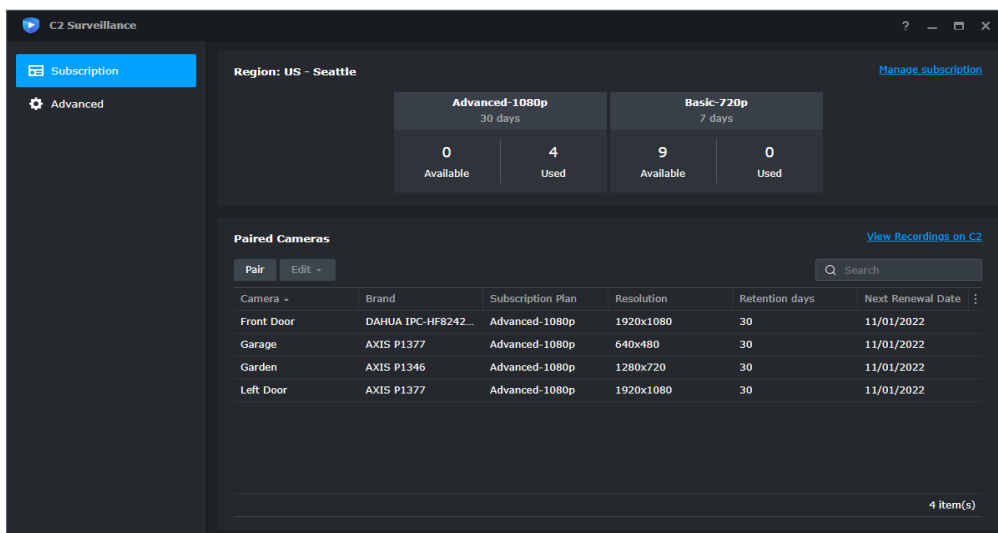 C2 Surveillance
?
Subscription
Advanced
Region: US - Seattle
Manage subscription
Advanced-1080p Basic-720p
30 days 7 days
0 4 9 0
Available Used Available Used
Paired Cameras
View Recordings on C2
Pair Edit Search
Camera Brand Subscription Plan Resolution Retention days Next Renewal Date
Front Door DAHUA IPC-HF8242... Advanced-1080p 1920x1080 30 11/01/2022
Garage AXIS P1377 Advanced-1080p 640x480 30 11/01/2022
Garden AXIS P1346 Advanced-1080p 1280x720 30 11/01/2022
Left Door AXIS P1377 Advanced-1080p 1920x1080 30 11/01/2022
4 item(s)